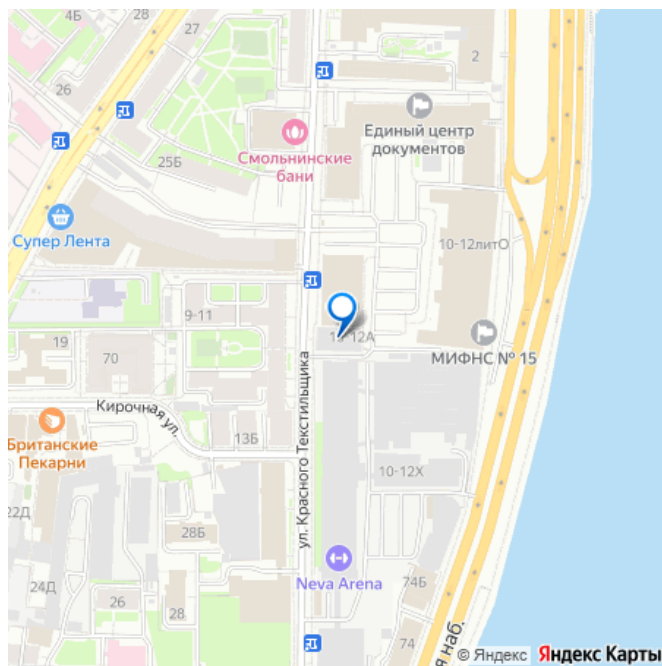 4Б
27
28
26
25Б
2
Единый центр
документов
Смольнинские
бани
Супер Лента
10-12литО
9-11
19
70
10-12А
МИФНС № 15
Кирочная ул.
ул. Красного Текстильщика
Британские
Пекарни
13Б
10-12Х
22Д
28Б
24Д
26
28
Neva Arena
74Б
74
я наб.
© Яндекс Яндекс Карты